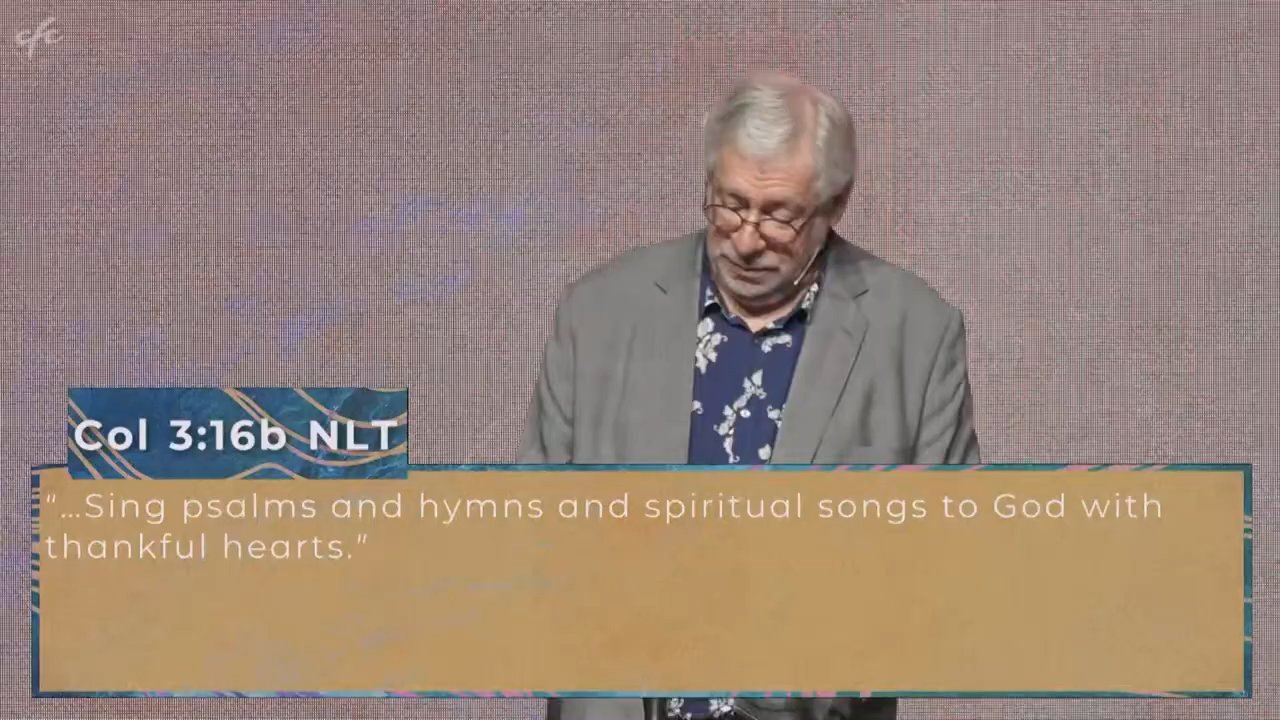 cfc
Col 3:16b NLT
"...Sing psalms and hymns and spiritual songs to God with
thankful hearts."